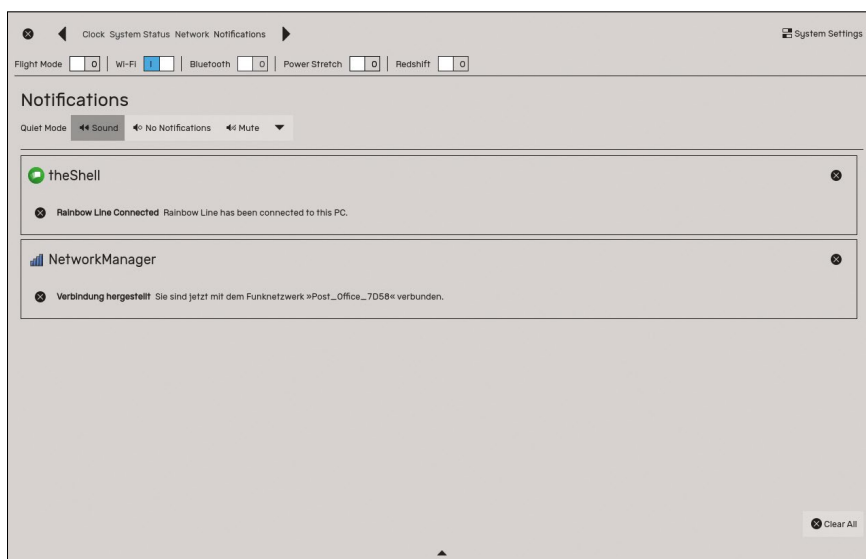 Clock System Status Network Notifications System Settings
Flight Mode O Wi-Fi I Bluetooth O Power Stretch O Redshift O
Notifications
Quiet Mode Sound No Notifications Mute
theShell
Rainbow Line Connected Rainbow Line has been connected to this PC.
NetworkManager
Verbindung hergestellt Sie sind jetzt mit dem Funknetzwerk »Post_Office_7D58« verbunden.
Clear All